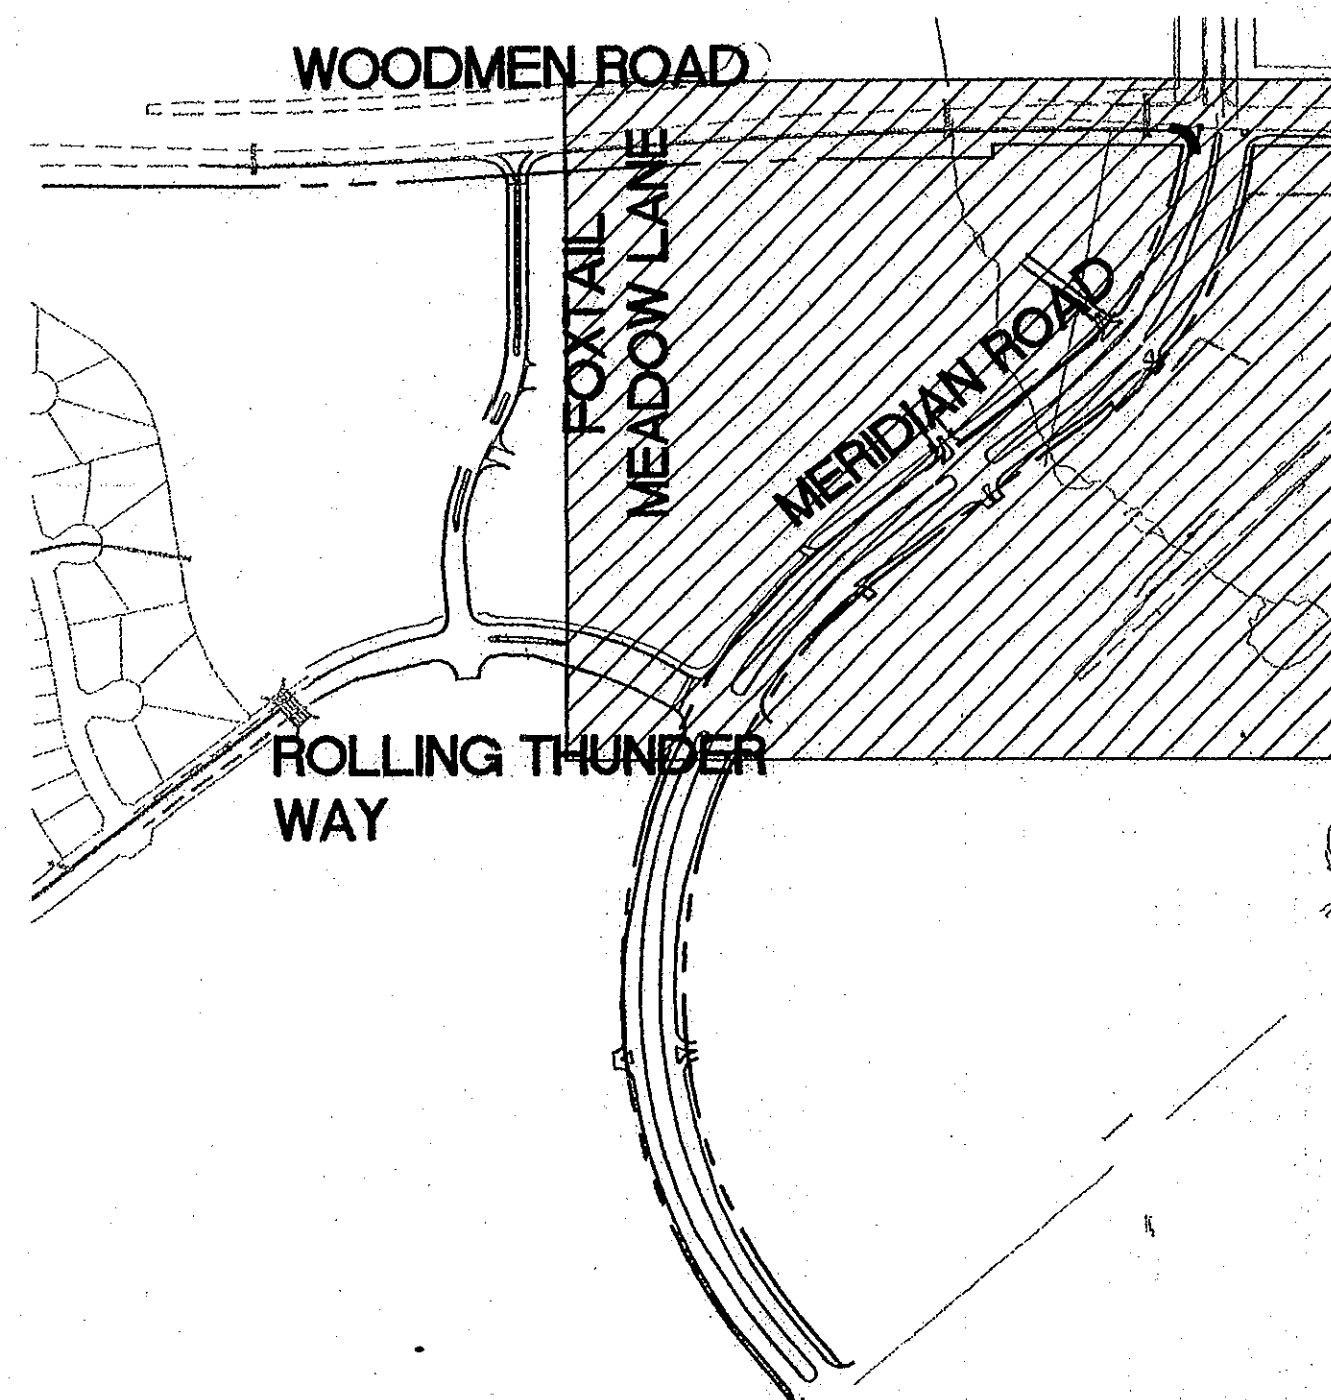 WOODMEN ROAD
FOXTAIL
MEADOW LANE
MERIDIAN ROAD
ROLLING THUNDER
WAY